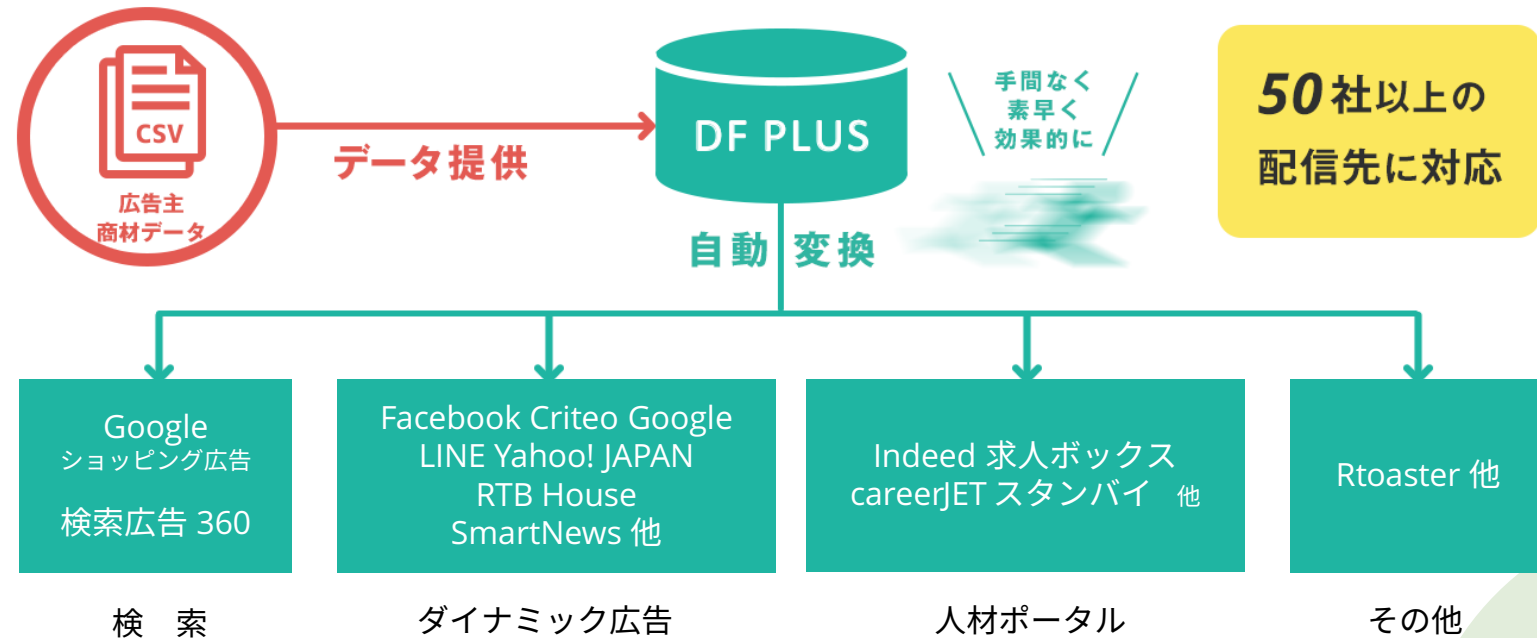 CSV
広告主
商材データ
データ提供
DF PLUS
手間なく
素早く
効果的に
50社以上の
配信先に対応
自動変換
Google
ショッピング広告
検索広告 360
Facebook Criteo Google
LINE Yahoo! JAPAN
RTB House
SmartNews 他
Indeed 求人ボックス
careerJET スタンバイ 他
Rtoaster 他
検 索
ダイナミック広告
人材ポータル
その他